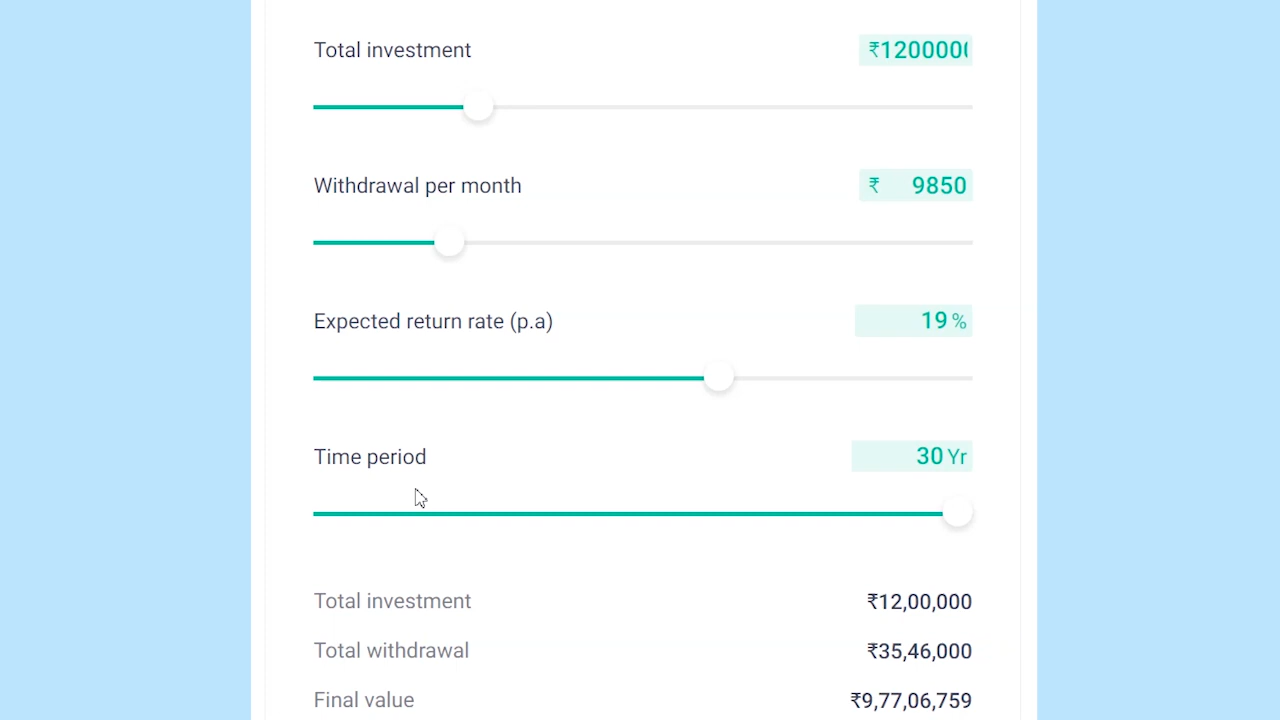 Total investment ₹1200000
Withdrawal per month ₹ 9850
Expected return rate (p.a) 19 %
Time period 30 Yr
Total investment ₹12,00,000
Total withdrawal ₹35,46,000
Final value ₹9,77,06,759